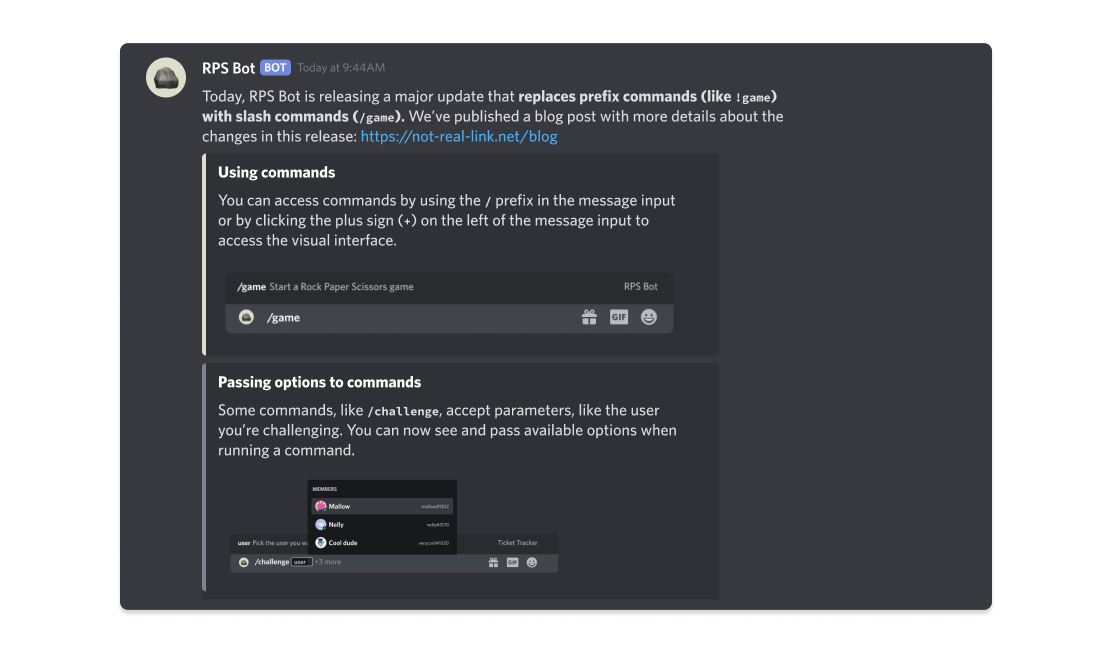 RPS Bot BOT Today at 9:44AM
Today, RPS Bot is releasing a major update that replaces prefix commands (like !game)
with slash commands (/game). We’ve published a blog post with more details about the
changes in this release: https://not-real-link.net/blog
Using commands
You can access commands by using the / prefix in the message input
or by clicking the plus sign (+) on the left of the message input to
access the visual interface.
/game Start a Rock Paper Scissors game RPS Bot
/game GIF
Passing options to commands
Some commands, like /challenge, accept parameters, like the user
you’re challenging. You can now see and pass available options when
running a command.
MEMBERS
Mallow
Nelly nelly#3170
Cool dude
user Pick the user you Ticket Tracker
/challenge user +3 more GIF